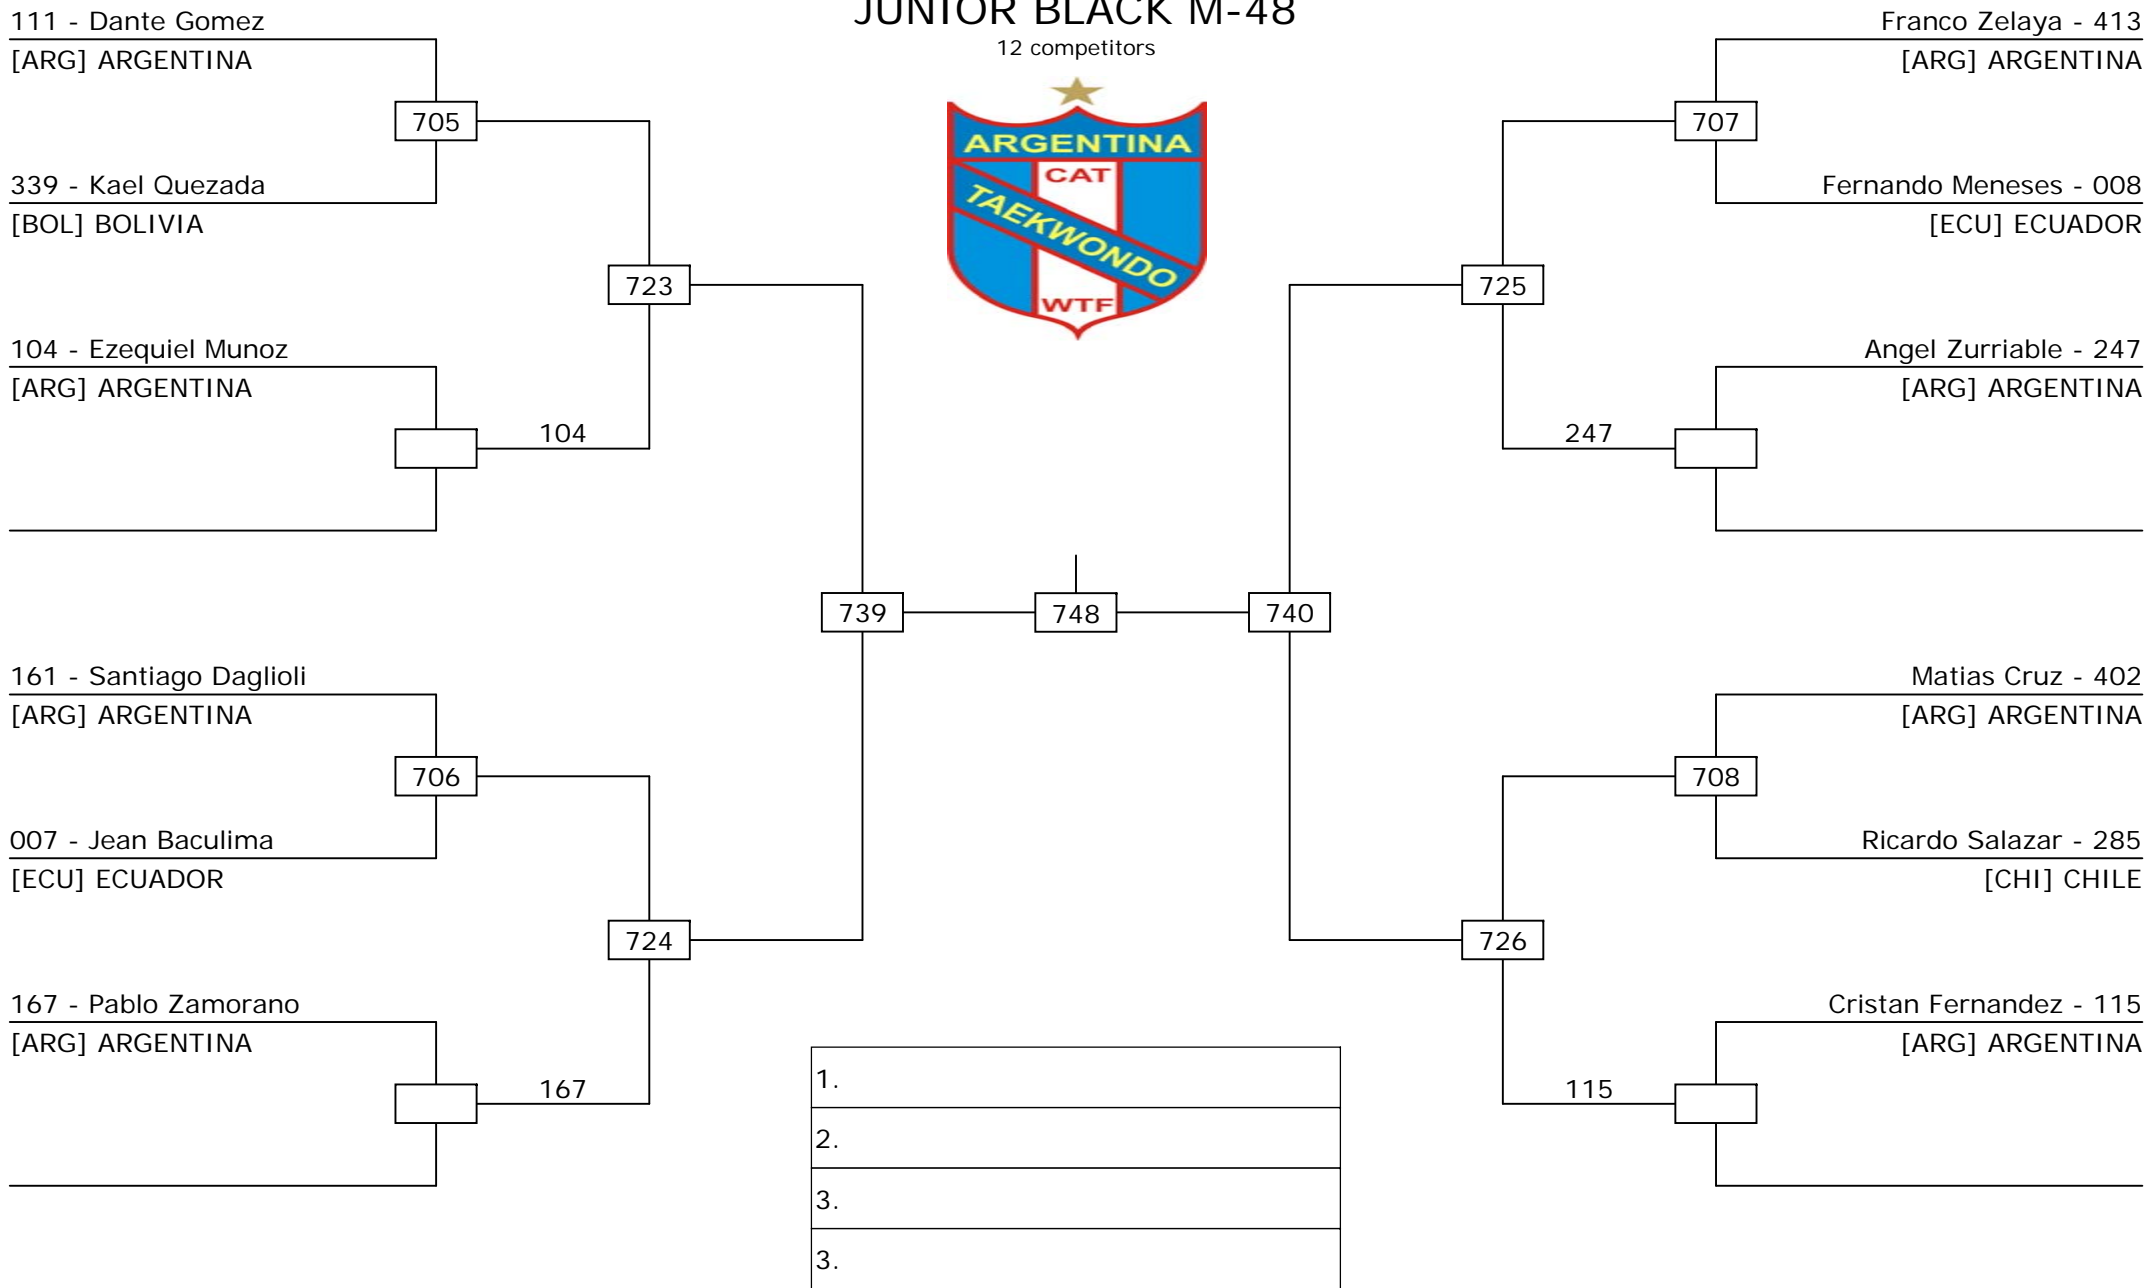 JUNIOR BLACK M-48
12 competitors
ARGENTINA
CAT
TAEKWONDO
WTF
111 - Dante Gomez
[ARG] ARGENTINA
705
339 - Kael Quezada
[BOL] BOLIVIA
723
104 - Ezequiel Munoz
[ARG] ARGENTINA
104
739
161 - Santiago Daglioli
[ARG] ARGENTINA
706
007 - Jean Baculima
[ECU] ECUADOR
724
167 - Pablo Zamorano
[ARG] ARGENTINA
167
748
Franco Zelaya - 413
[ARG] ARGENTINA
707
Fernando Meneses - 008
[ECU] ECUADOR
725
Angel Zurriable - 247
[ARG] ARGENTINA
247
740
Matias Cruz - 402
[ARG] ARGENTINA
708
Ricardo Salazar - 285
[CHI] CHILE
726
Cristan Fernandez - 115
[ARG] ARGENTINA
115
1.
2.
3.
3.